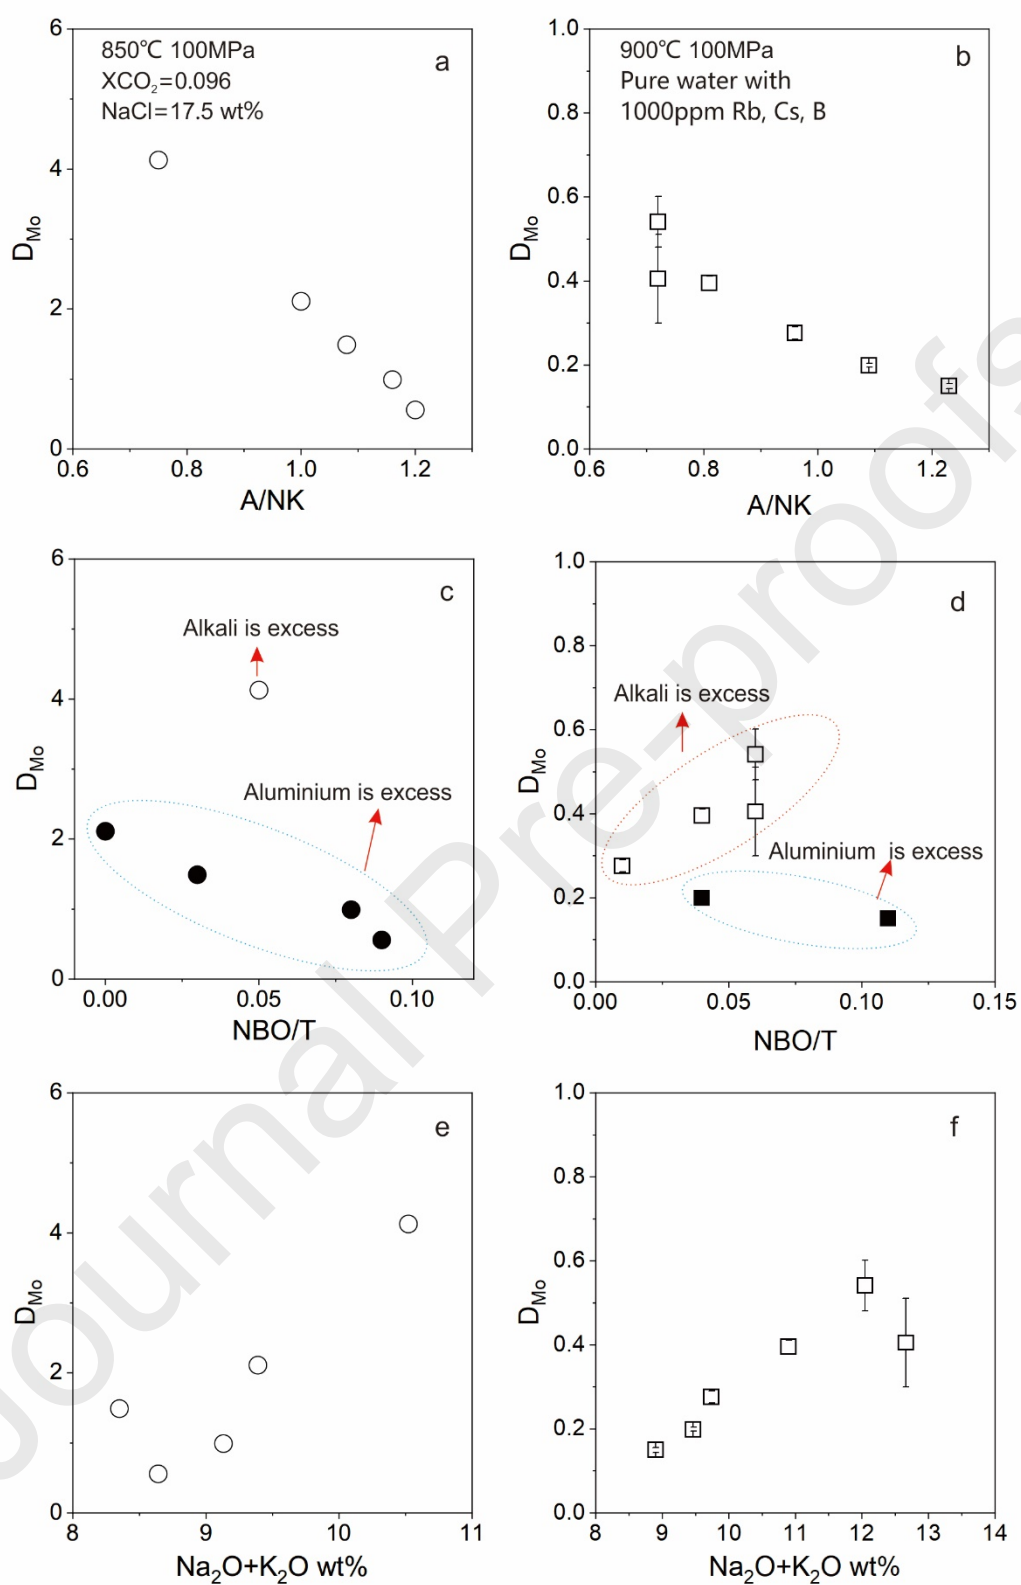 6
4
2
0
D_Mo
850℃ 100MPa
XCO₂=0.096
NaCl=17.5 wt%
a
0.6
0.8
1.0
1.2
A/NK
1.0
0.8
0.6
0.4
0.2
0.0
D_Mo
900℃ 100MPa
Pure water with
1000ppm Rb, Cs, B
b
0.6
0.8
1.0
1.2
A/NK
6
4
2
0
D_Mo
c
Alkali is excess
Aluminium is excess
0.00
0.05
0.10
NBO/T
1.0
0.8
0.6
0.4
0.2
0.0
D_Mo
d
Alkali is excess
Aluminium is excess
0.00
0.05
0.10
0.15
NBO/T
6
4
2
0
D_Mo
e
8
9
10
11
Na₂O+K₂O wt%
1.0
0.8
0.6
0.4
0.2
0.0
D_Mo
f
8
9
10
11
12
13
14
Na₂O+K₂O wt%
Journal Pre-proofs